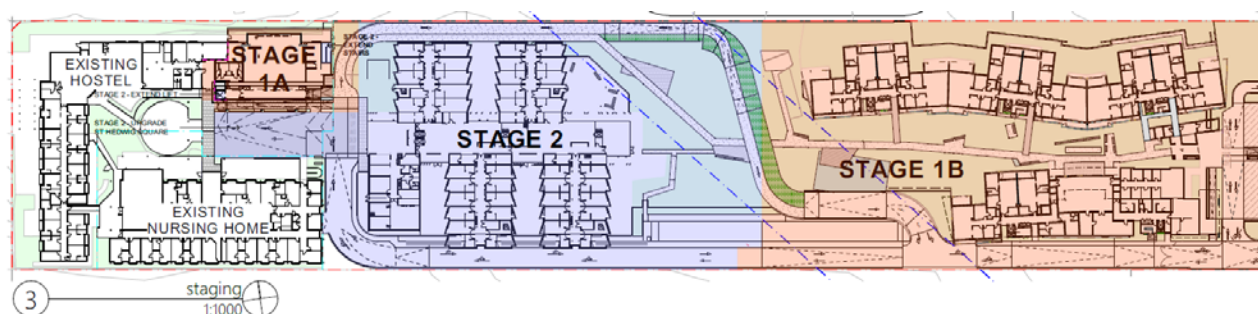 STAGE
1A
STAGE 2 -
EXTEND
STAIRS
EXISTING
HOSTEL
STAGE 2 - EXTEND LIFT
STAGE 2 - UPGRADE
ST HEDWIG SQUARE
STAGE 2
STAGE 1B
EXISTING
NURSING HOME
3
staging
1:1000